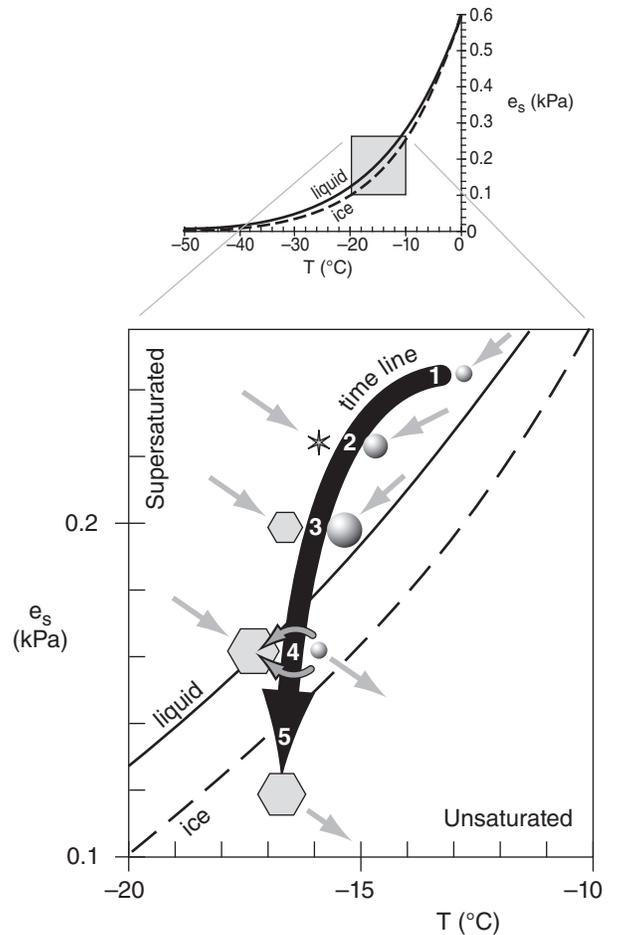 0.6
0.5
0.4
eₛ (kPa)
0.3
0.2
liquid
0.1
ice
0
–50 –40 –30 –20 –10 0
T (°C)
Supersaturated
time line
1
2
0.2
3
eₛ
(kPa)
4
liquid
5
ice
Unsaturated
0.1
–20 –15 –10
T (°C)